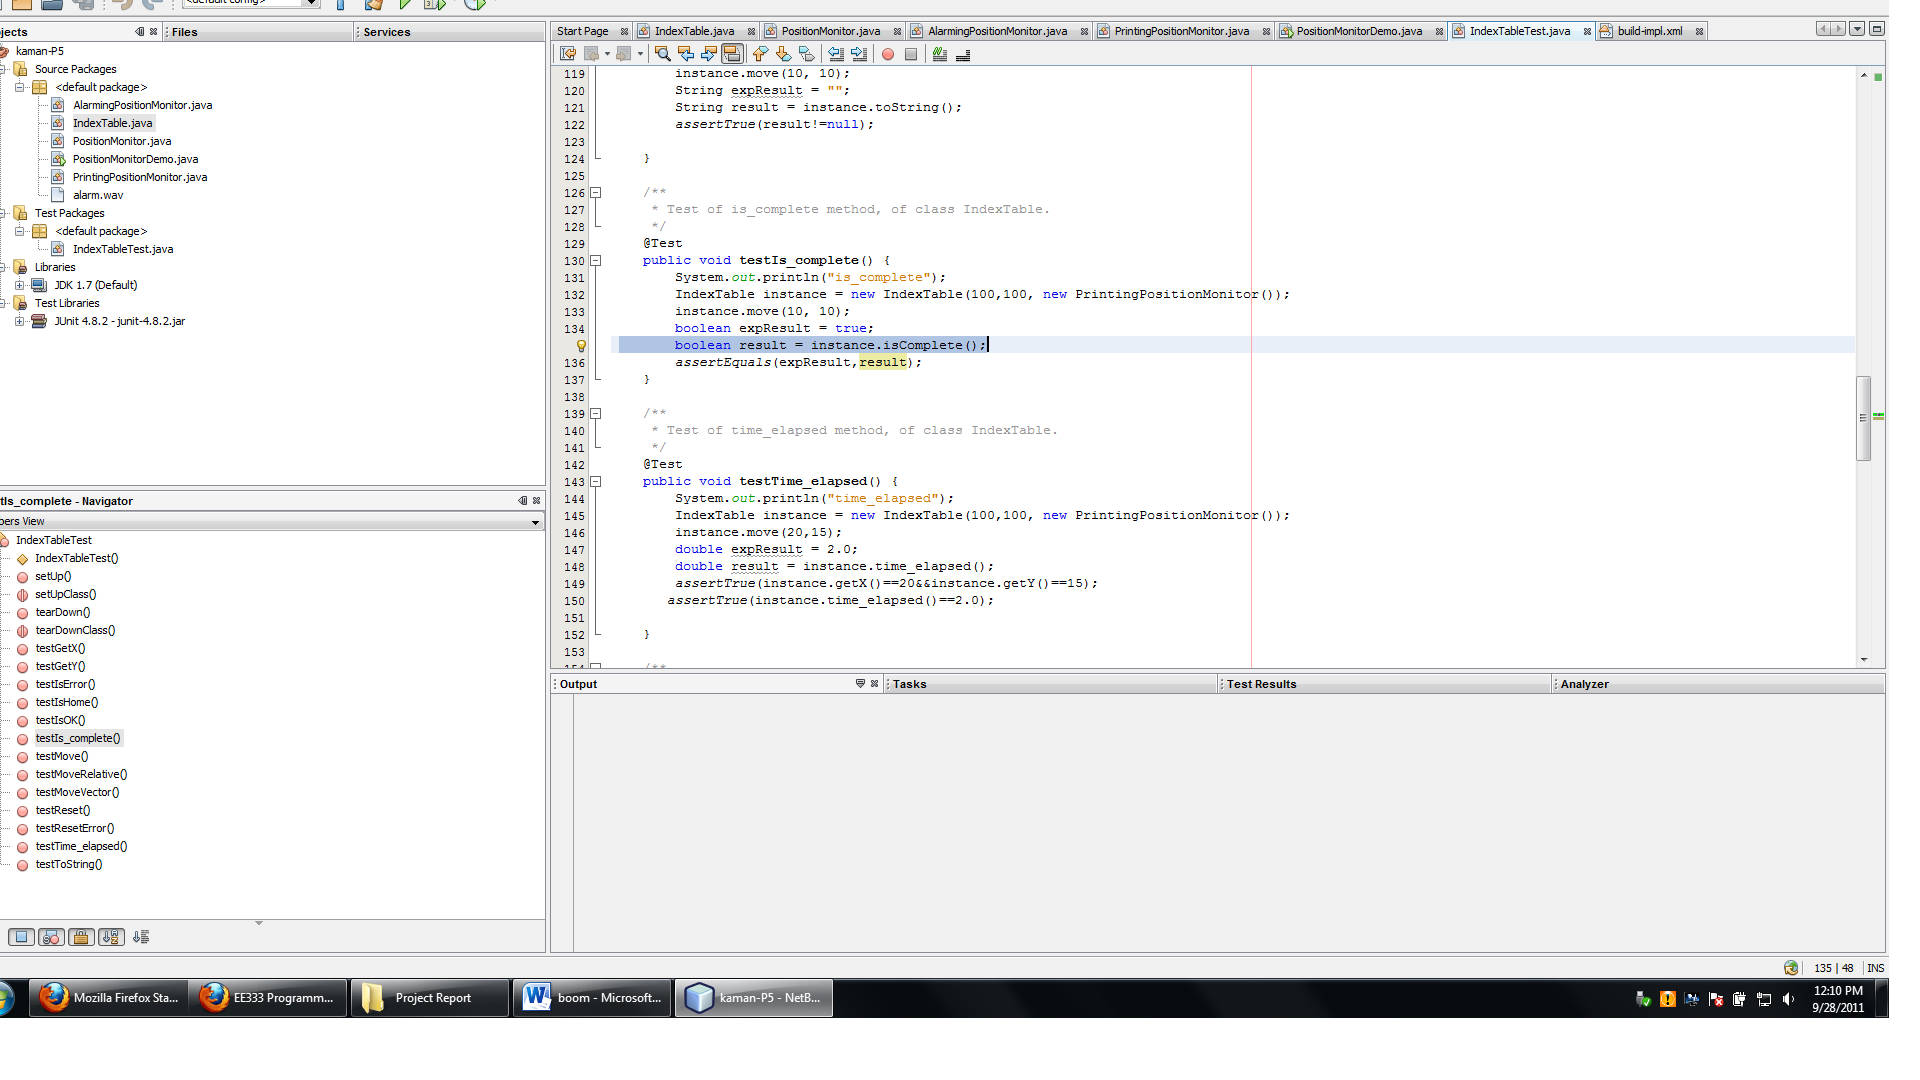 <default config>
jects
Files
Services
kaman-P5
Source Packages
<default package>
AlarmingPositionMonitor.java
IndexTable.java
PositionMonitor.java
PositionMonitorDemo.java
PrintingPositionMonitor.java
alarm.wav
Test Packages
<default package>
IndexTableTest.java
Libraries
JDK 1.7 (Default)
Test Libraries
JUnit 4.8.2 - junit-4.8.2.jar
tIs_complete - Navigator
bers View
IndexTableTest
IndexTableTest()
setUp()
setUpClass()
tearDown()
tearDownClass()
testGetX()
testGetY()
testIsError()
testIsHome()
testIsOK()
testIs_complete()
testMove()
testMoveRelative()
testMoveVector()
testReset()
testResetError()
testTime_elapsed()
testToString()
Start Page
IndexTable.java
PositionMonitor.java
AlarmingPositionMonitor.java
PrintingPositionMonitor.java
PositionMonitorDemo.java
IndexTableTest.java
build-impl.xml
119 instance.move(10, 10);
120 String expResult = "";
121 String result = instance.toString();
122 assertTrue(result!=null);
123
124 }
125
126 /**
127 * Test of is_complete method, of class IndexTable.
128 */
129 @Test
130 public void testIs_complete() {
131 System.out.println("is_complete");
132 IndexTable instance = new IndexTable(100,100, new PrintingPositionMonitor());
133 instance.move(10, 10);
134 boolean expResult = true;
boolean result = instance.isComplete();
136 assertEquals(expResult,result);
137 }
138
139 /**
140 * Test of time_elapsed method, of class IndexTable.
141 */
142 @Test
143 public void testTime_elapsed() {
144 System.out.println("time_elapsed");
145 IndexTable instance = new IndexTable(100,100, new PrintingPositionMonitor());
146 instance.move(20,15);
147 double expResult = 2.0;
148 double result = instance.time_elapsed();
149 assertTrue(instance.getX()==20&&instance.getY()==15);
150 assertTrue(instance.time_elapsed()==2.0);
151
152 }
153
154 /**
Output
Tasks
Test Results
Analyzer
135 | 48 INS
Mozilla Firefox Sta...
EE333 Programm...
Project Report
boom - Microsoft...
kaman-P5 - NetB...
12:10 PM
9/28/2011